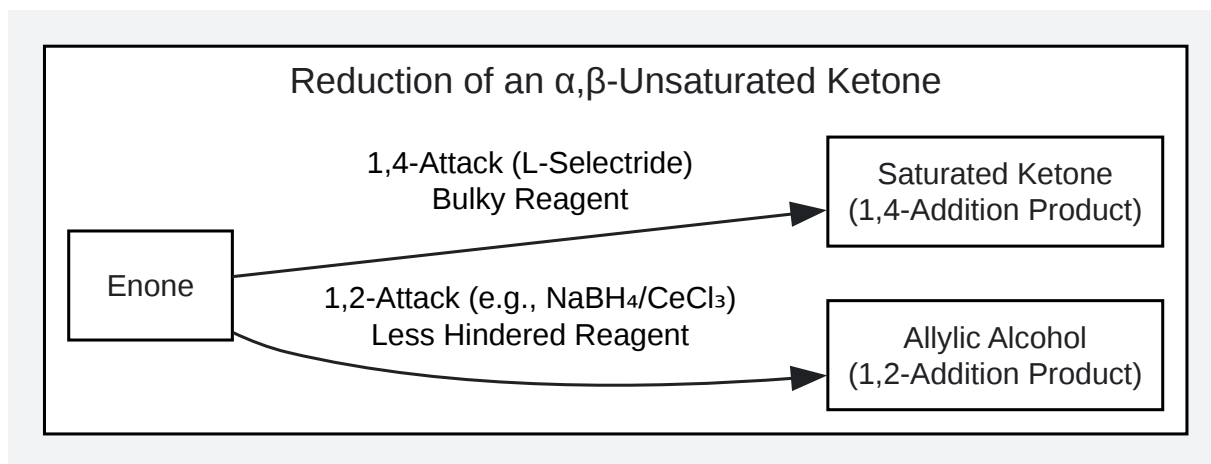 Reduction of an α,β-Unsaturated Ketone
1,4-Attack (L-Selectride)
Bulky Reagent
Saturated Ketone
(1,4-Addition Product)
Enone
1,2-Attack (e.g., NaBH₄/CeCl₃)
Less Hindered Reagent
Allylic Alcohol
(1,2-Addition Product)